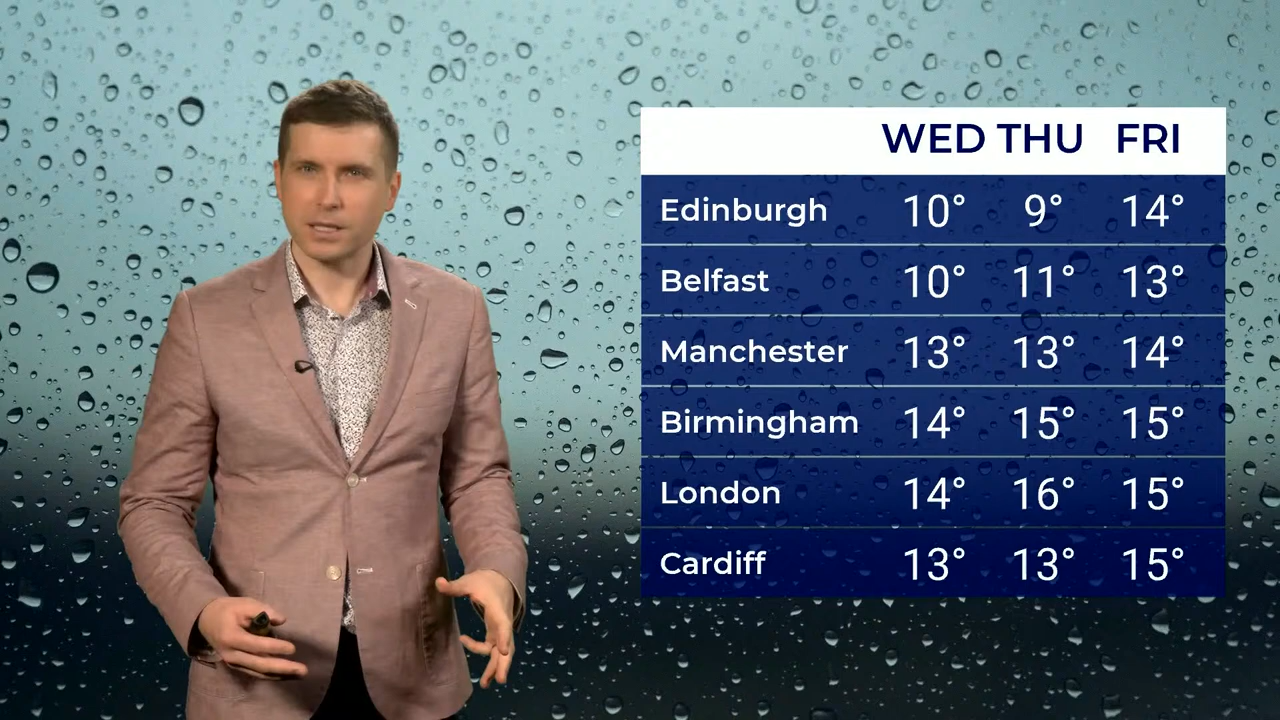 WED THU FRI
Edinburgh 10° 9° 14°
Belfast 10° 11° 13°
Manchester 13° 13° 14°
Birmingham 14° 15° 15°
London 14° 16° 15°
Cardiff 13° 13° 15°